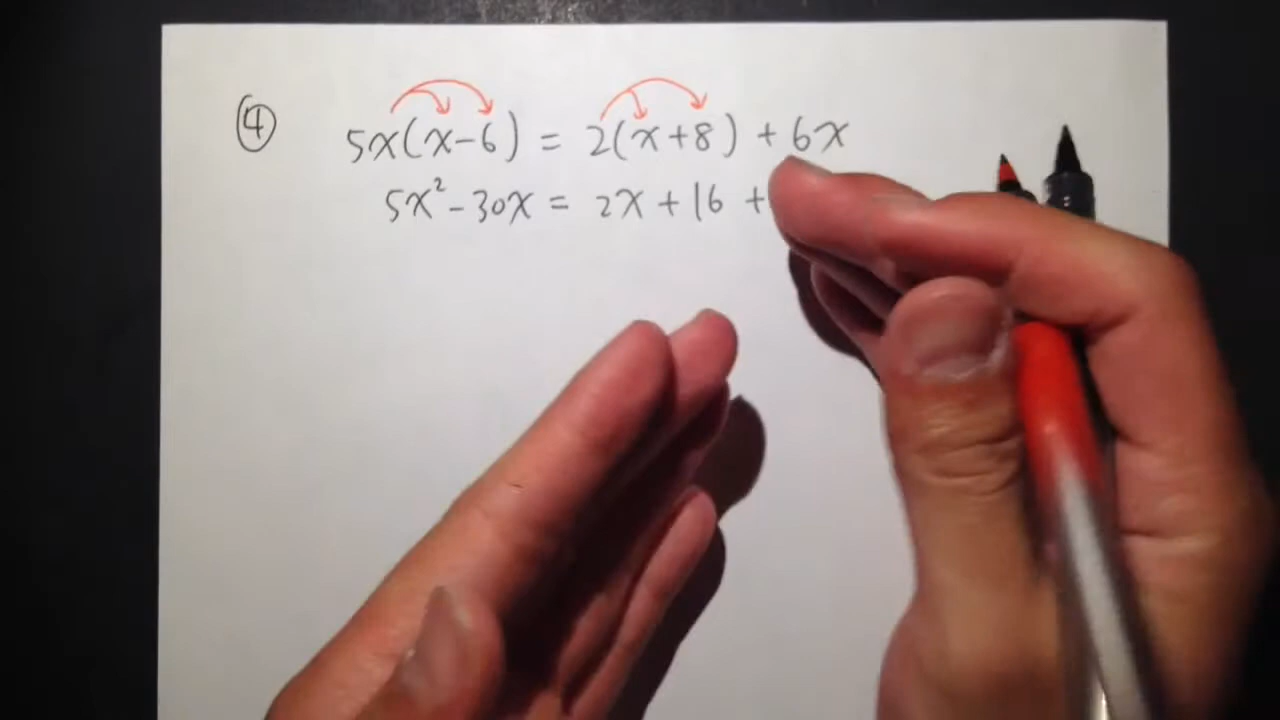 ④ 5x(x-6) = 2(x+8) + 6x
5x² - 30x = 2x + 16 +